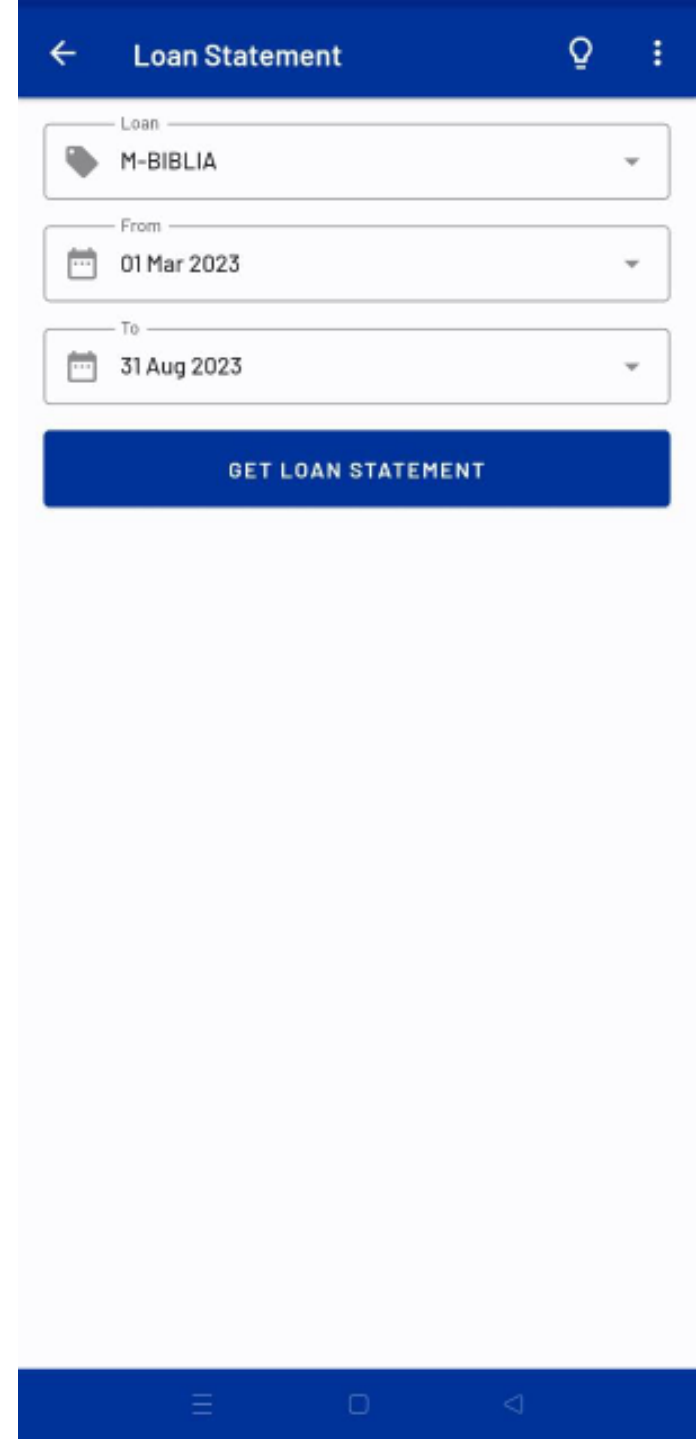 Loan Statement
Loan
M-BIBLIA
From
01 Mar 2023
To
31 Aug 2023
GET LOAN STATEMENT